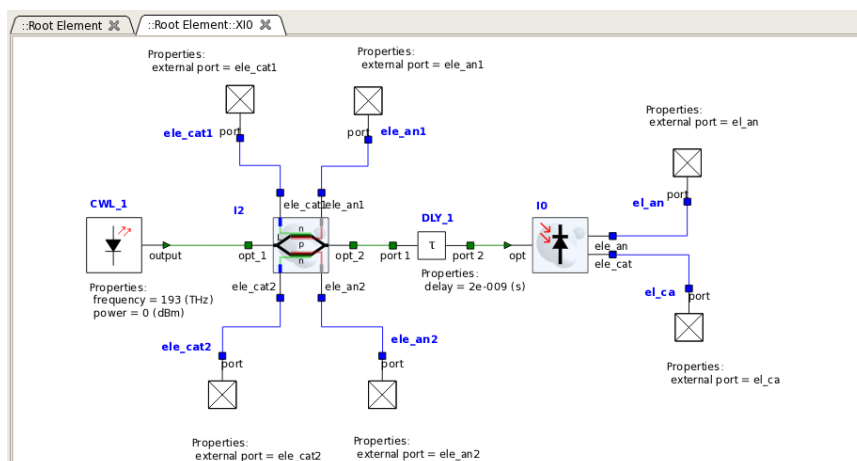 ::Root Element
::Root Element::XI0
Properties:
external port = ele_cat1
Properties:
external port = ele_an1
Properties:
external port = el_an
port
port
port
ele_cat1
ele_an1
el_an
CWL_1
I2
DLY_1
I0
ele_cat1
ele_an1
n
L
p
n
τ
output
opt_1
opt_2
port 1
port 2
opt
ele_an
ele_cat
Properties:
frequency = 193 (THz)
power = 0 (dBm)
ele_cat2
ele_an2
Properties:
delay = 2e-009 (s)
el_ca
port
ele_cat2
ele_an2
port
port
Properties:
external port = el_ca
Properties:
external port = ele_cat2
Properties:
external port = ele_an2